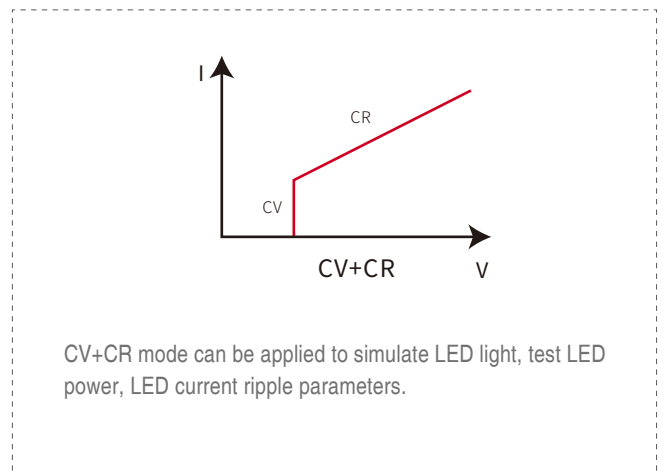 I
CR
CV
CV+CR
V
CV+CR mode can be applied to simulate LED light, test LED
power, LED current ripple parameters.